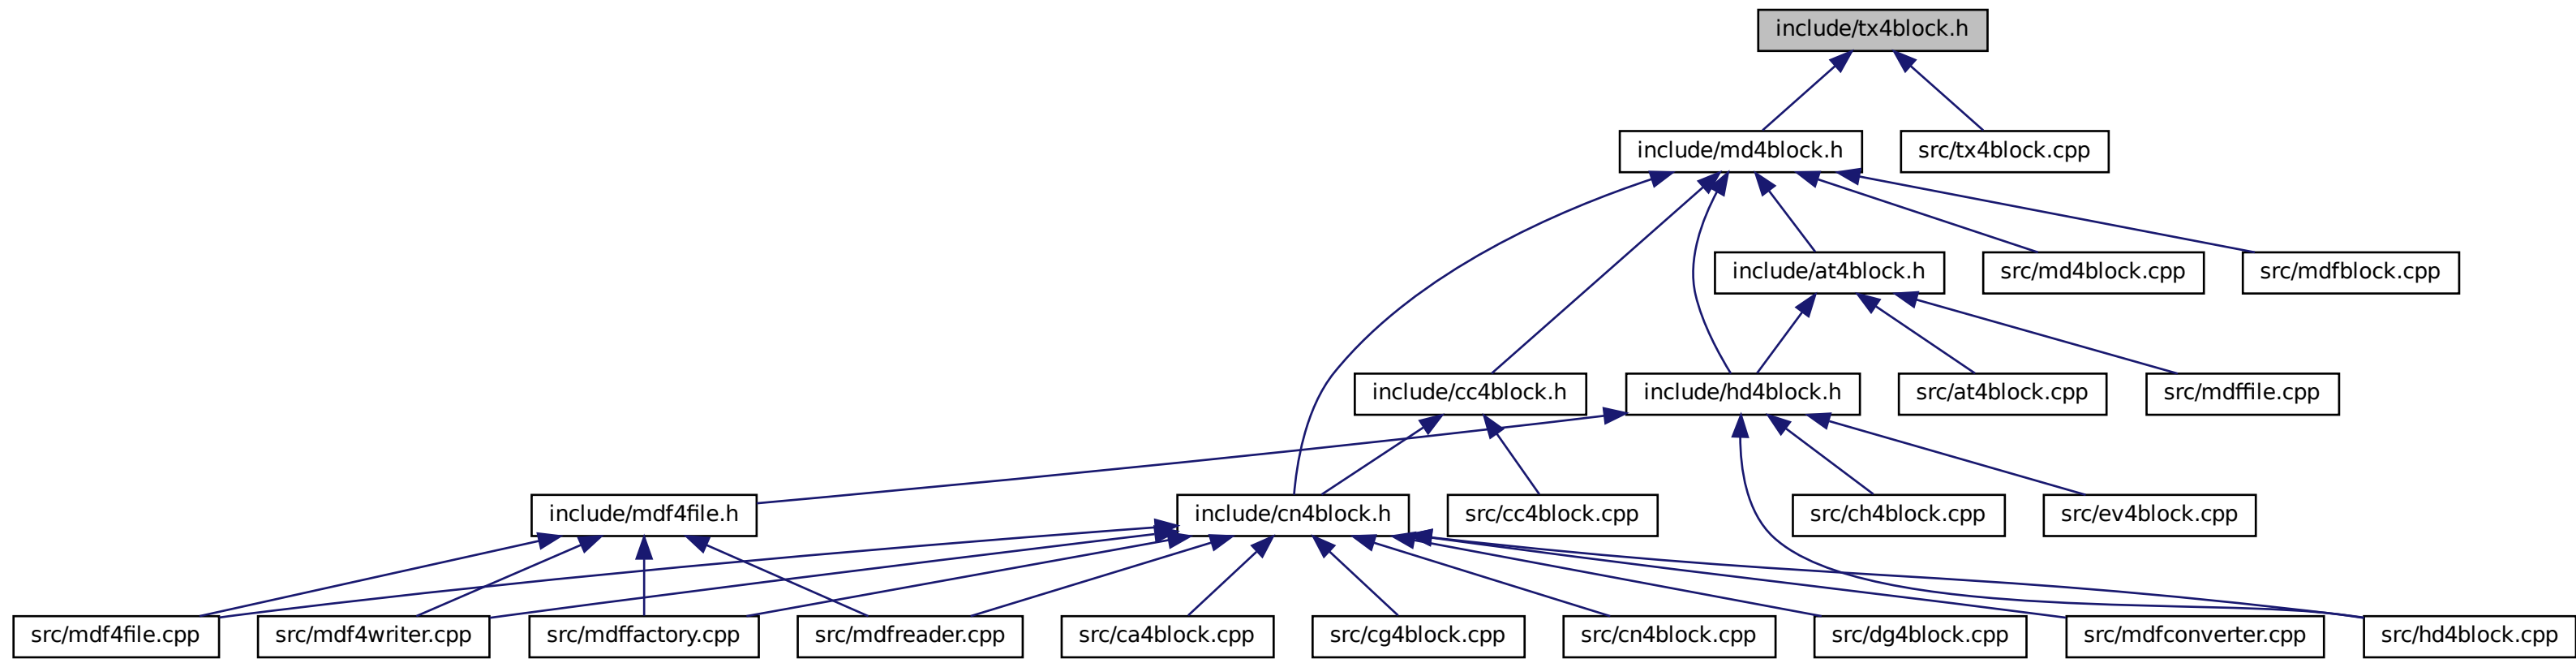 include/tx4block.h
include/md4block.h
src/tx4block.cpp
include/at4block.h
src/md4block.cpp
src/mdfblock.cpp
include/cc4block.h
include/hd4block.h
src/at4block.cpp
src/mdffile.cpp
include/mdf4file.h
include/cn4block.h
src/cc4block.cpp
src/ch4block.cpp
src/ev4block.cpp
src/mdf4file.cpp
src/mdf4writer.cpp
src/mdffactory.cpp
src/mdfreader.cpp
src/ca4block.cpp
src/cg4block.cpp
src/cn4block.cpp
src/dg4block.cpp
src/mdfconverter.cpp
src/hd4block.cpp